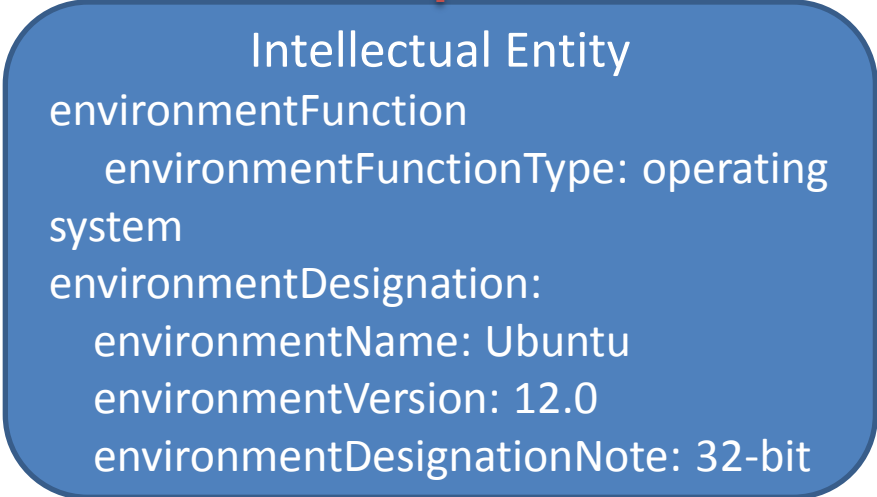 Intellectual Entity
environmentFunction
environmentFunctionType: operating
system
environmentDesignation:
environmentName: Ubuntu
environmentVersion: 12.0
environmentDesignationNote: 32-bit